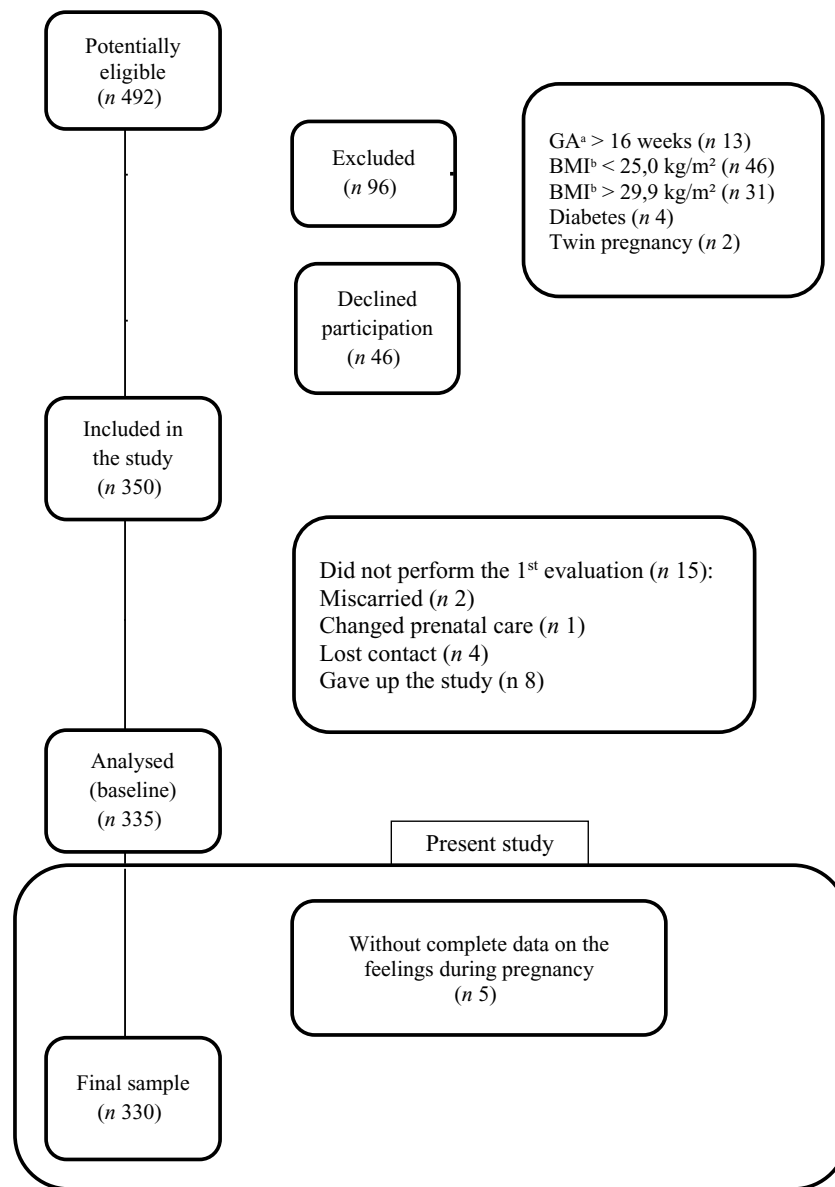 Potentially
eligible
(n 492)
Excluded
(n 96)
GAᵃ > 16 weeks (n 13)
BMIᵇ < 25,0 kg/m² (n 46)
BMIᵇ > 29,9 kg/m² (n 31)
Diabetes (n 4)
Twin pregnancy (n 2)
Declined
participation
(n 46)
Included in
the study
(n 350)
Did not perform the 1ˢᵗ evaluation (n 15):
Miscarried (n 2)
Changed prenatal care (n 1)
Lost contact (n 4)
Gave up the study (n 8)
Analysed
(baseline)
(n 335)
Present study
Without complete data on the
feelings during pregnancy
(n 5)
Final sample
(n 330)